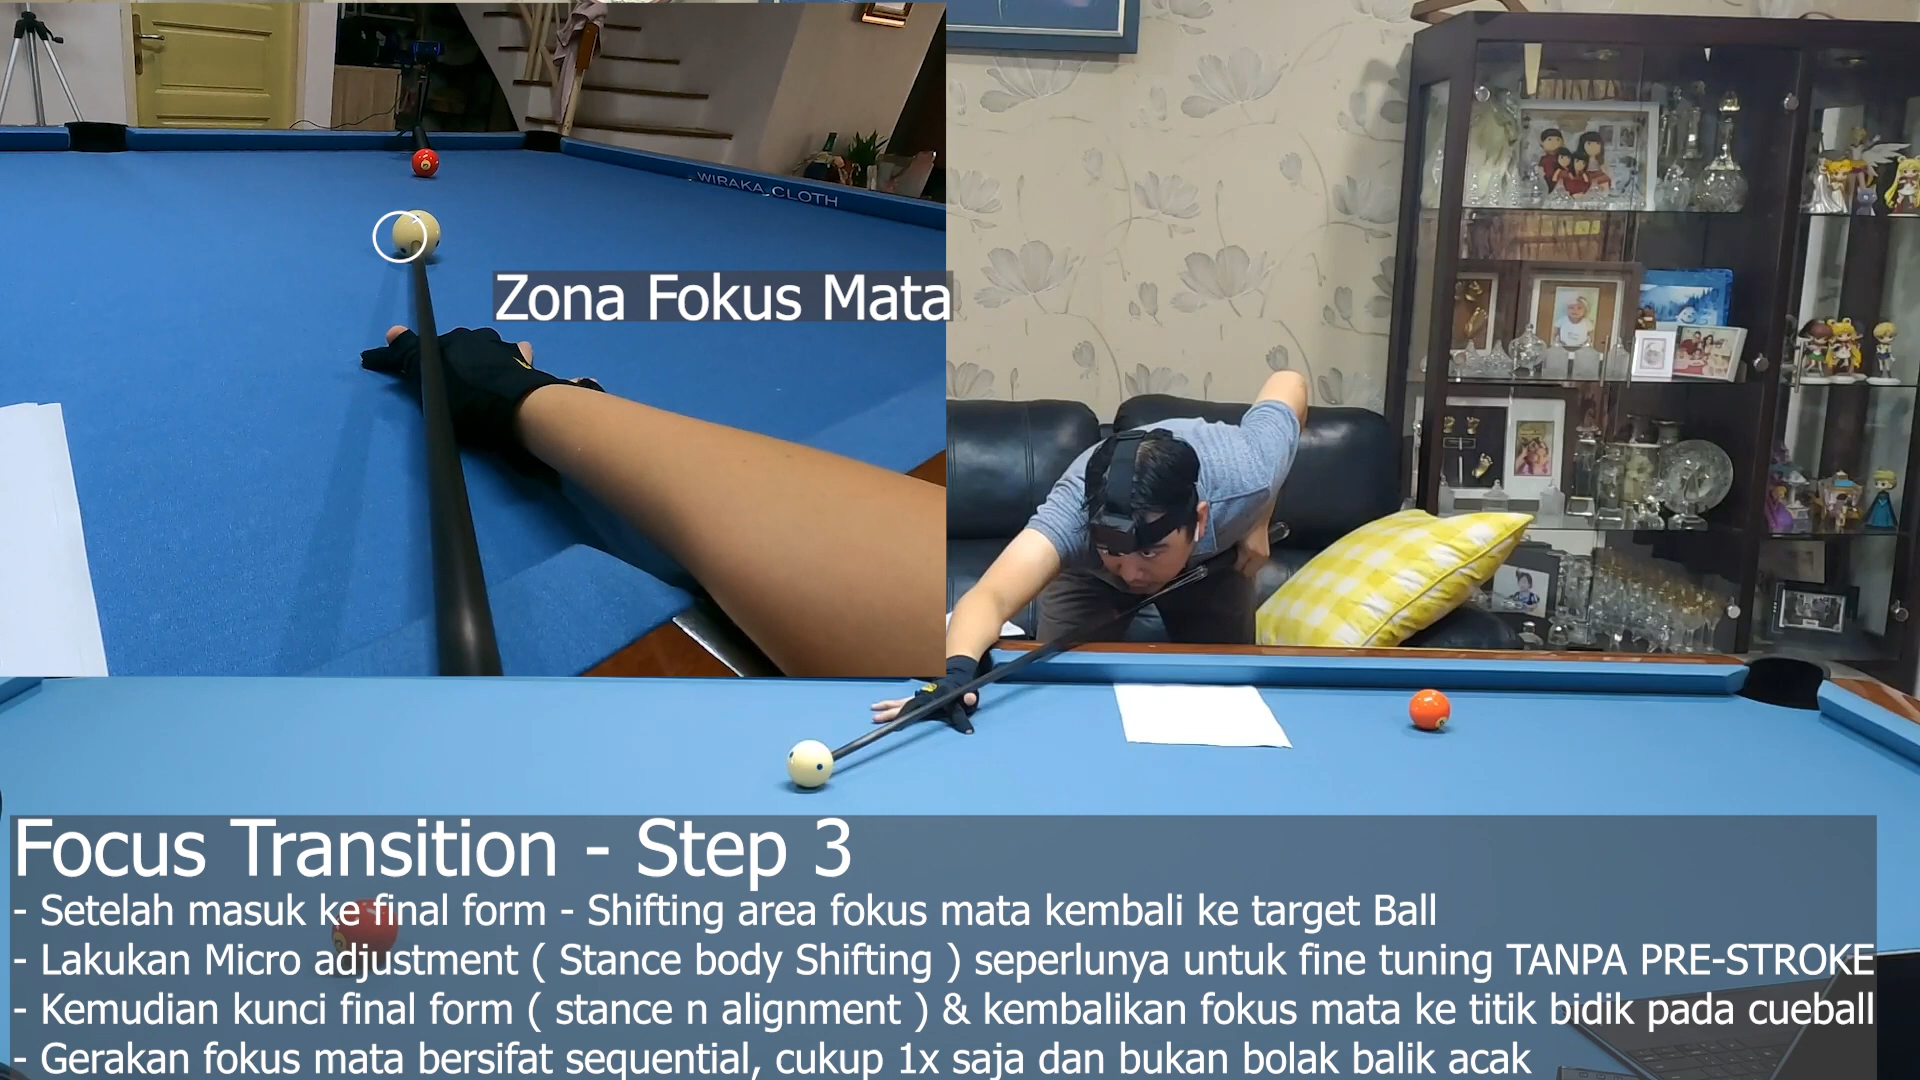 WIRAKA CLOTH
Zona Fokus Mata
Focus Transition - Step 3
- Setelah masuk ke final form - Shifting area fokus mata kembali ke target Ball
- Lakukan Micro adjustment ( Stance body Shifting ) seperlunya untuk fine tuning TANPA PRE-STROKE
- Kemudian kunci final form ( stance n alignment ) & kembalikan fokus mata ke titik bidik pada cueball
- Gerakan fokus mata bersifat sequential, cukup 1x saja dan bukan bolak balik acak